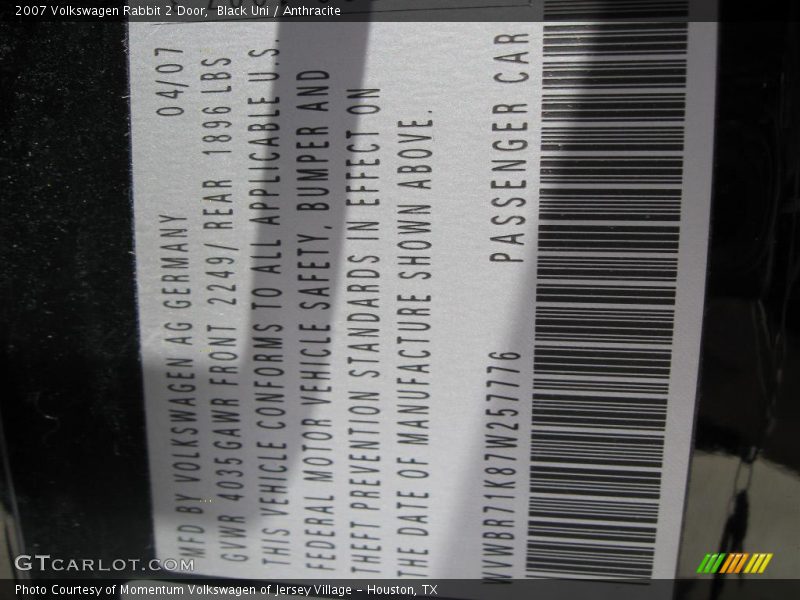 2007 Volkswagen Rabbit 2 Door, Black Uni / Anthracite
MFD BY VOLKSWAGEN AG GERMANY 04/07
GVWR 4035 GAWR FRONT 2249/ REAR 1896 LBS
THIS VEHICLE CONFORMS TO ALL APPLICABLE U.S.
FEDERAL MOTOR VEHICLE SAFETY, BUMPER AND
THEFT PREVENTION STANDARDS IN EFFECT ON
THE DATE OF MANUFACTURE SHOWN ABOVE.
WVWBR71K87W257776 PASSENGER CAR
GTCARLOT.COM
Photo Courtesy of Momentum Volkswagen of Jersey Village - Houston, TX